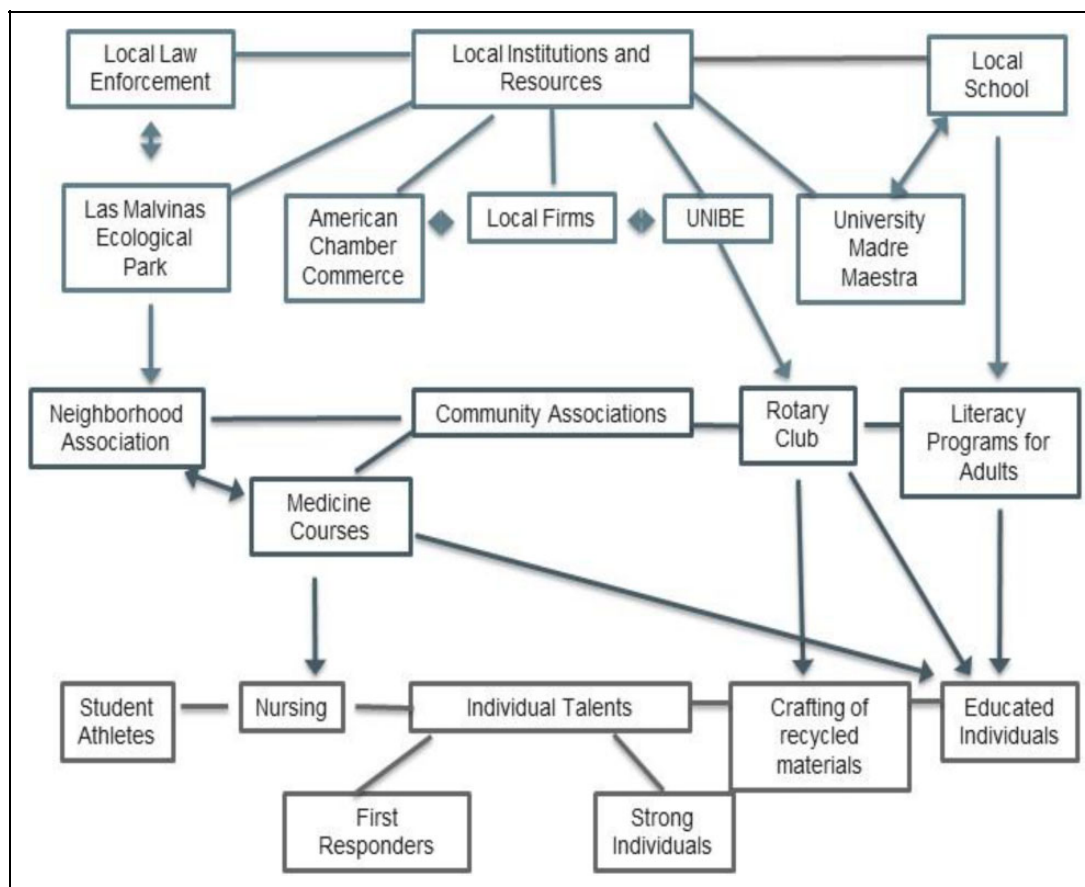 Local Law
Enforcement
Local Institutions and
Resources
Local
School
Las Malvinas
Ecological
Park
American
Chamber
Commerce
Local Firms
UNIBE
University
Madre
Maestra
Neighborhood
Association
Community Associations
Rotary
Club
Literacy
Programs for
Adults
Medicine
Courses
Student
Athletes
Nursing
Individual Talents
Crafting of
recycled
materials
Educated
Individuals
First
Responders
Strong
Individuals